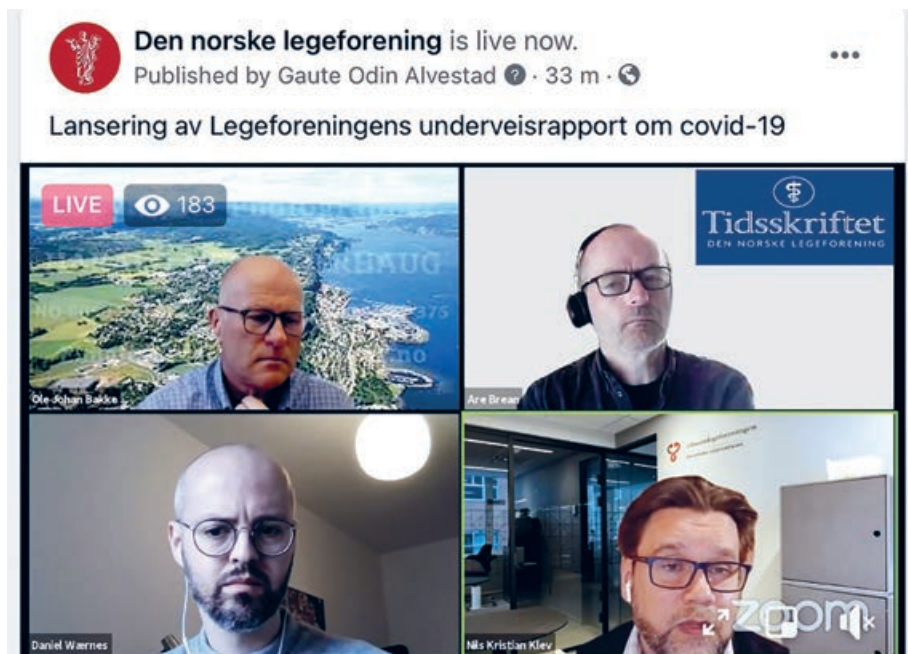 Den norske legeforening is live now.
Published by Gaute Odin Alvestad · 33 m ·
Lansering av Legeforeningens underveisrapport om covid-19
LIVE 183
Tidsskriftet
DEN NORSKE LEGEFORENING
375
Ole Johan Bakke
Are Brean
Daniel Wærnes
Nils Kristian Klev
zoom